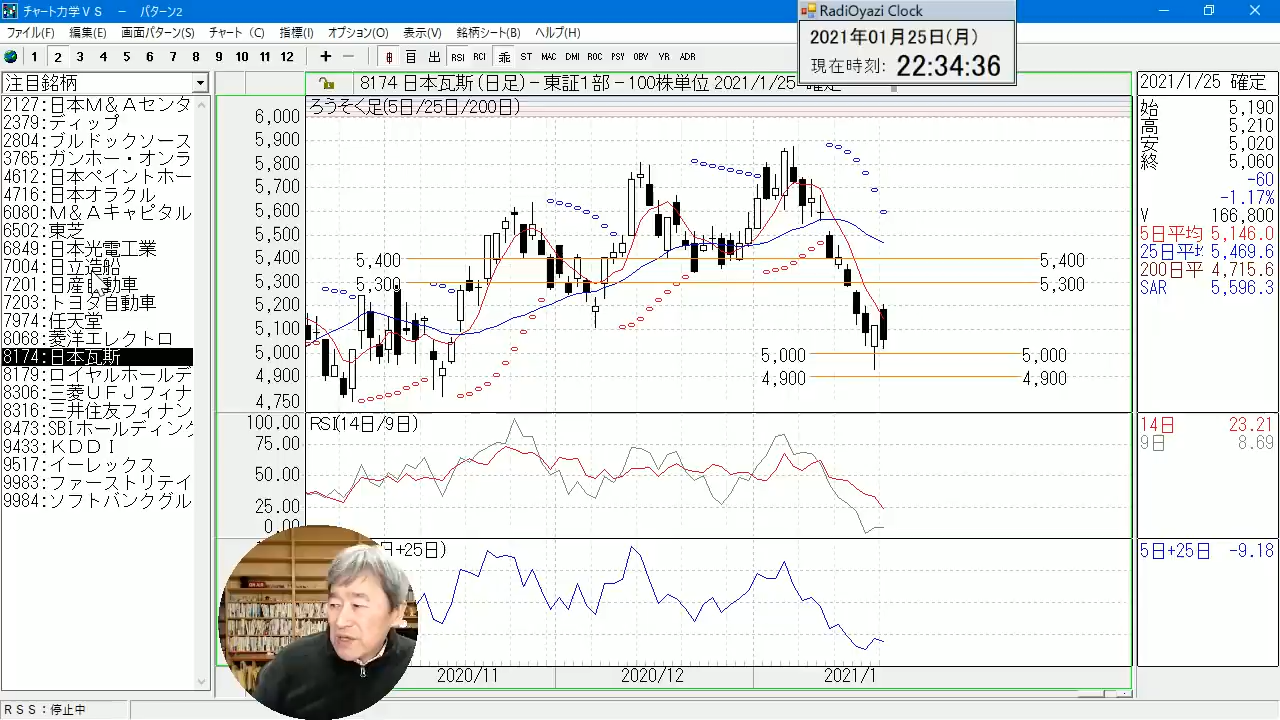 チャート力学ＶＳ － パターン2
RadiOyazi Clock
2021年01月25日(月)
現在時刻: 22:34:36
ファイル(F) 編集(E) 画面パターン(S) チャート (C) 指標(I) オプション(O) 表示(V) 銘柄シート(B) ヘルプ(H)
1 2 3 4 5 6 7 8 9 10 11 12 + − 日 出 RSI RCI 乖 ST MAC DMI ROC PSY OBV VR ADR
注目銘柄
8174 日本瓦斯 (日足) − 東証1部 − 100株単位 2021/1/25
2021/1/25 確定
2127:日本Ｍ＆Ａセンタ
2379:ディップ
2804:ブルドックソース
3765:ガンホー・オンラ
4612:日本ペイントホー
4716:日本オラクル
6080:Ｍ＆Ａキャピタル
6502:東芝
6849:日本光電工業
7004:日立造船
7201:日産自動車
7203:トヨタ自動車
7974:任天堂
8068:菱洋エレクトロ
8174:日本瓦斯
8179:ロイヤルホールデ
8306:三菱ＵＦＪフィナ
8316:三井住友フィナン
8473:SBIホールディング
9433:ＫＤＤＩ
9517:イーレックス
9983:ファーストリテイ
9984:ソフトバンクグル
ろうそく足(5日/25日/200日)
6,000
5,900
5,800
5,700
5,600
5,500
5,400
5,300
5,200
5,100
5,000
4,900
4,750
5,400 5,400
5,300 5,300
5,000 5,000
4,900 4,900
始 5,190
高 5,210
安 5,020
終 5,060
-60
-1.17%
V 166,800
5日平均 5,146.0
25日平均 5,469.6
200日平 4,715.6
SAR 5,596.3
RSI(14日/9日)
100.00
75.00
50.00
25.00
0.00
14日 23.21
9日 8.69
日+25日)
5日+25日 -9.18
2020/11 2020/12 2021/1
ＲＳＳ：停止中